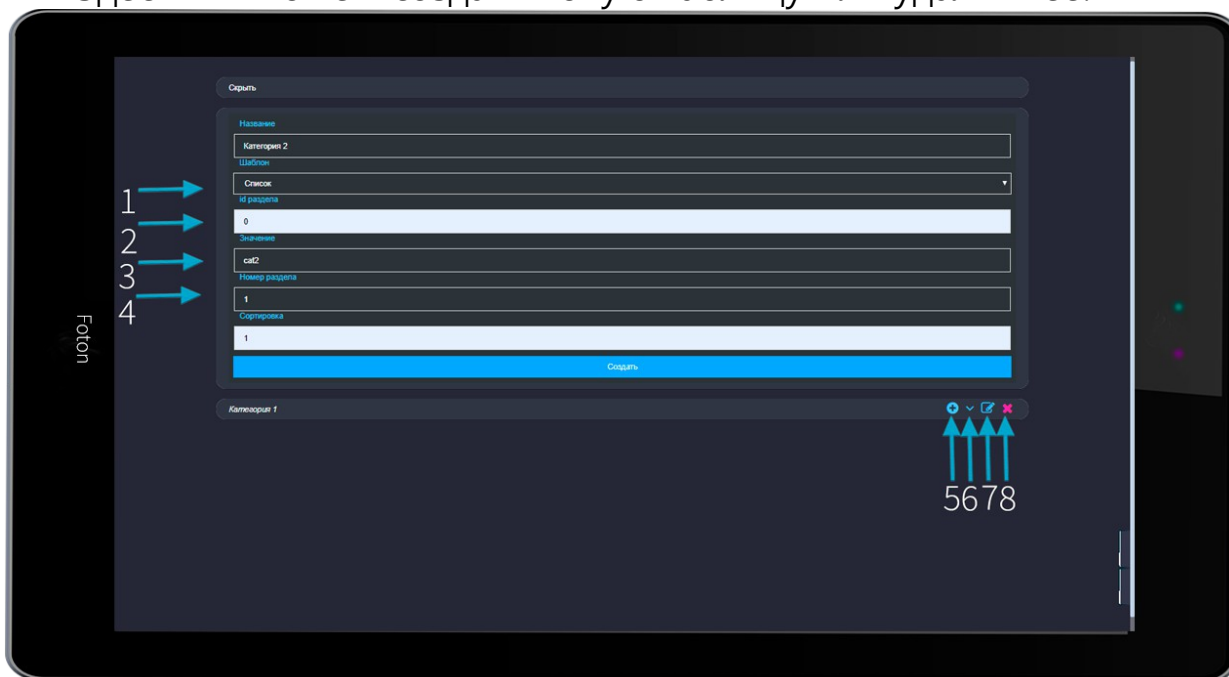 Скрыть
Название
Категория 2
Шаблон
Список
id раздела
0
Значение
cat2
Номер раздела
1
Сортировка
1
Создать
Категория 1
1
2
3
4
5678
Foton